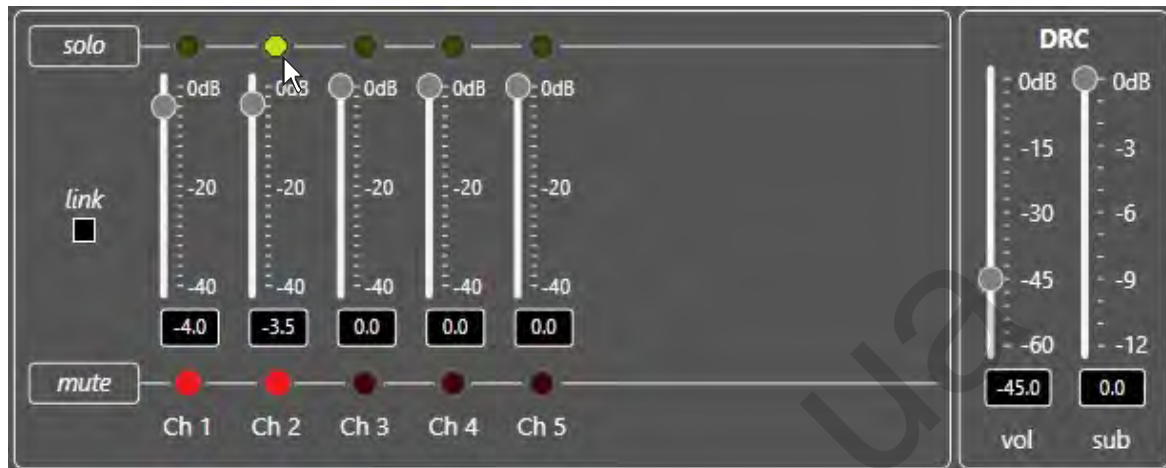 solo
0dB 0dB 0dB 0dB 0dB
-20 -20 -20 -20 -20
link
-40 -40 -40 -40 -40
-4.0 -3.5 0.0 0.0 0.0
mute
Ch 1 Ch 2 Ch 3 Ch 4 Ch 5
DRC
0dB 0dB
-15 -3
-30 -6
-45 -9
-60 -12
-45.0 0.0
vol sub
ua